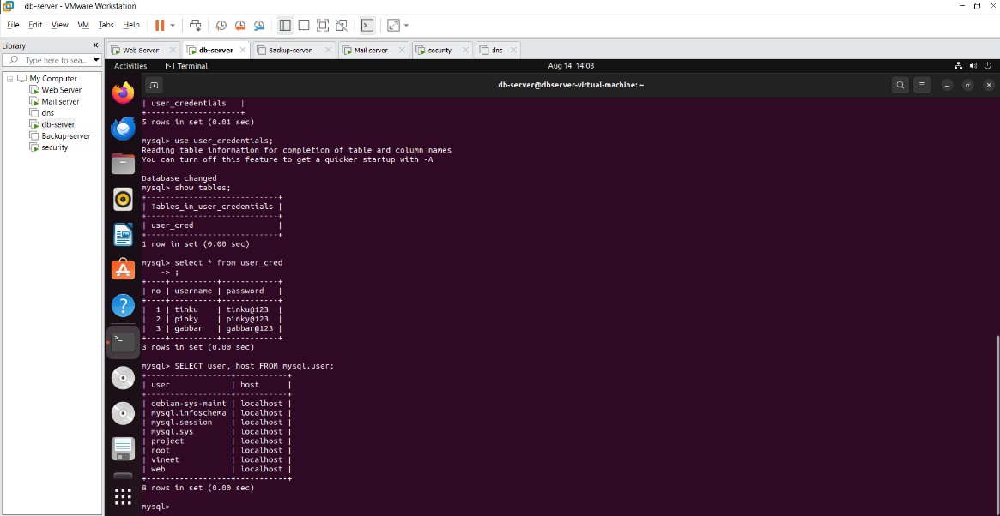 db-server - VMware Workstation
File Edit View VM Tabs Help
Library X
Type here to sea...
My Computer
Web Server
Mail server
dns
db-server
Backup-server
security
Web Server db-server Backup-server Mail server security dns
Activities Terminal Aug 14 14:03
db-server@dbserver-virtual-machine: ~
| user_credentials   |
+--------------------+
5 rows in set (0.01 sec)
mysql> use user_credentials;
Reading table information for completion of table and column names
You can turn off this feature to get a quicker startup with -A
Database changed
mysql> show tables;
+----------------------------+
| Tables_in_user_credentials |
+----------------------------+
| user_cred                  |
+----------------------------+
1 row in set (0.00 sec)
mysql> select * from user_cred
    -> ;
+----+----------+------------+
| no | username | password   |
+----+----------+------------+
|  1 | tinku    | tinku@123  |
|  2 | pinky    | pinky@123  |
|  3 | gabbar   | gabbar@123 |
+----+----------+------------+
3 rows in set (0.00 sec)
mysql> SELECT user, host FROM mysql.user;
+------------------+-----------+
| user             | host      |
+------------------+-----------+
| debian-sys-maint | localhost |
| mysql.infoschema | localhost |
| mysql.session    | localhost |
| mysql.sys        | localhost |
| project          | localhost |
| root             | localhost |
| vineet           | localhost |
| web              | localhost |
+------------------+-----------+
8 rows in set (0.00 sec)
mysql>